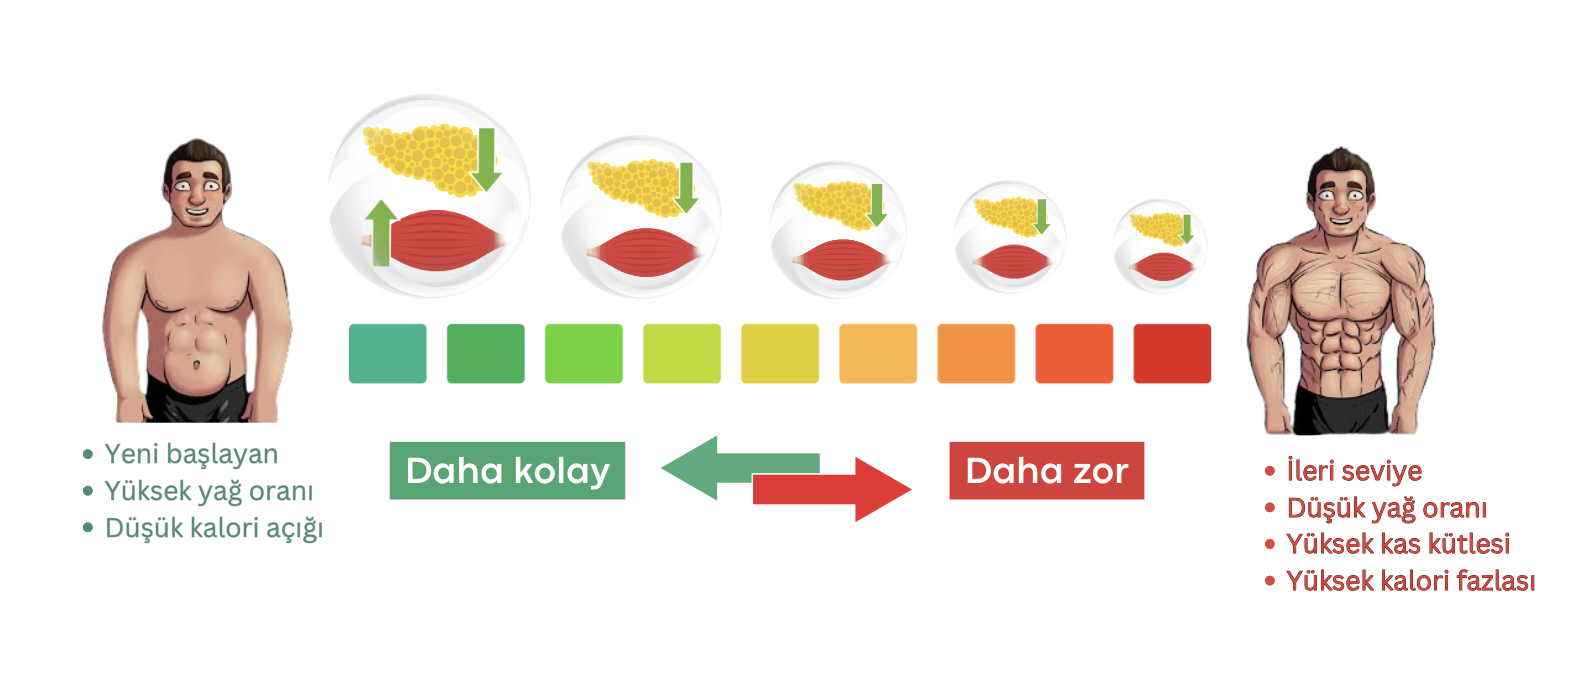 Yeni başlayan
Yüksek yağ oranı
Düşük kalori açığı
Daha kolay
Daha zor
İleri seviye
Düşük yağ oranı
Yüksek kas kütlesi
Yüksek kalori fazlası